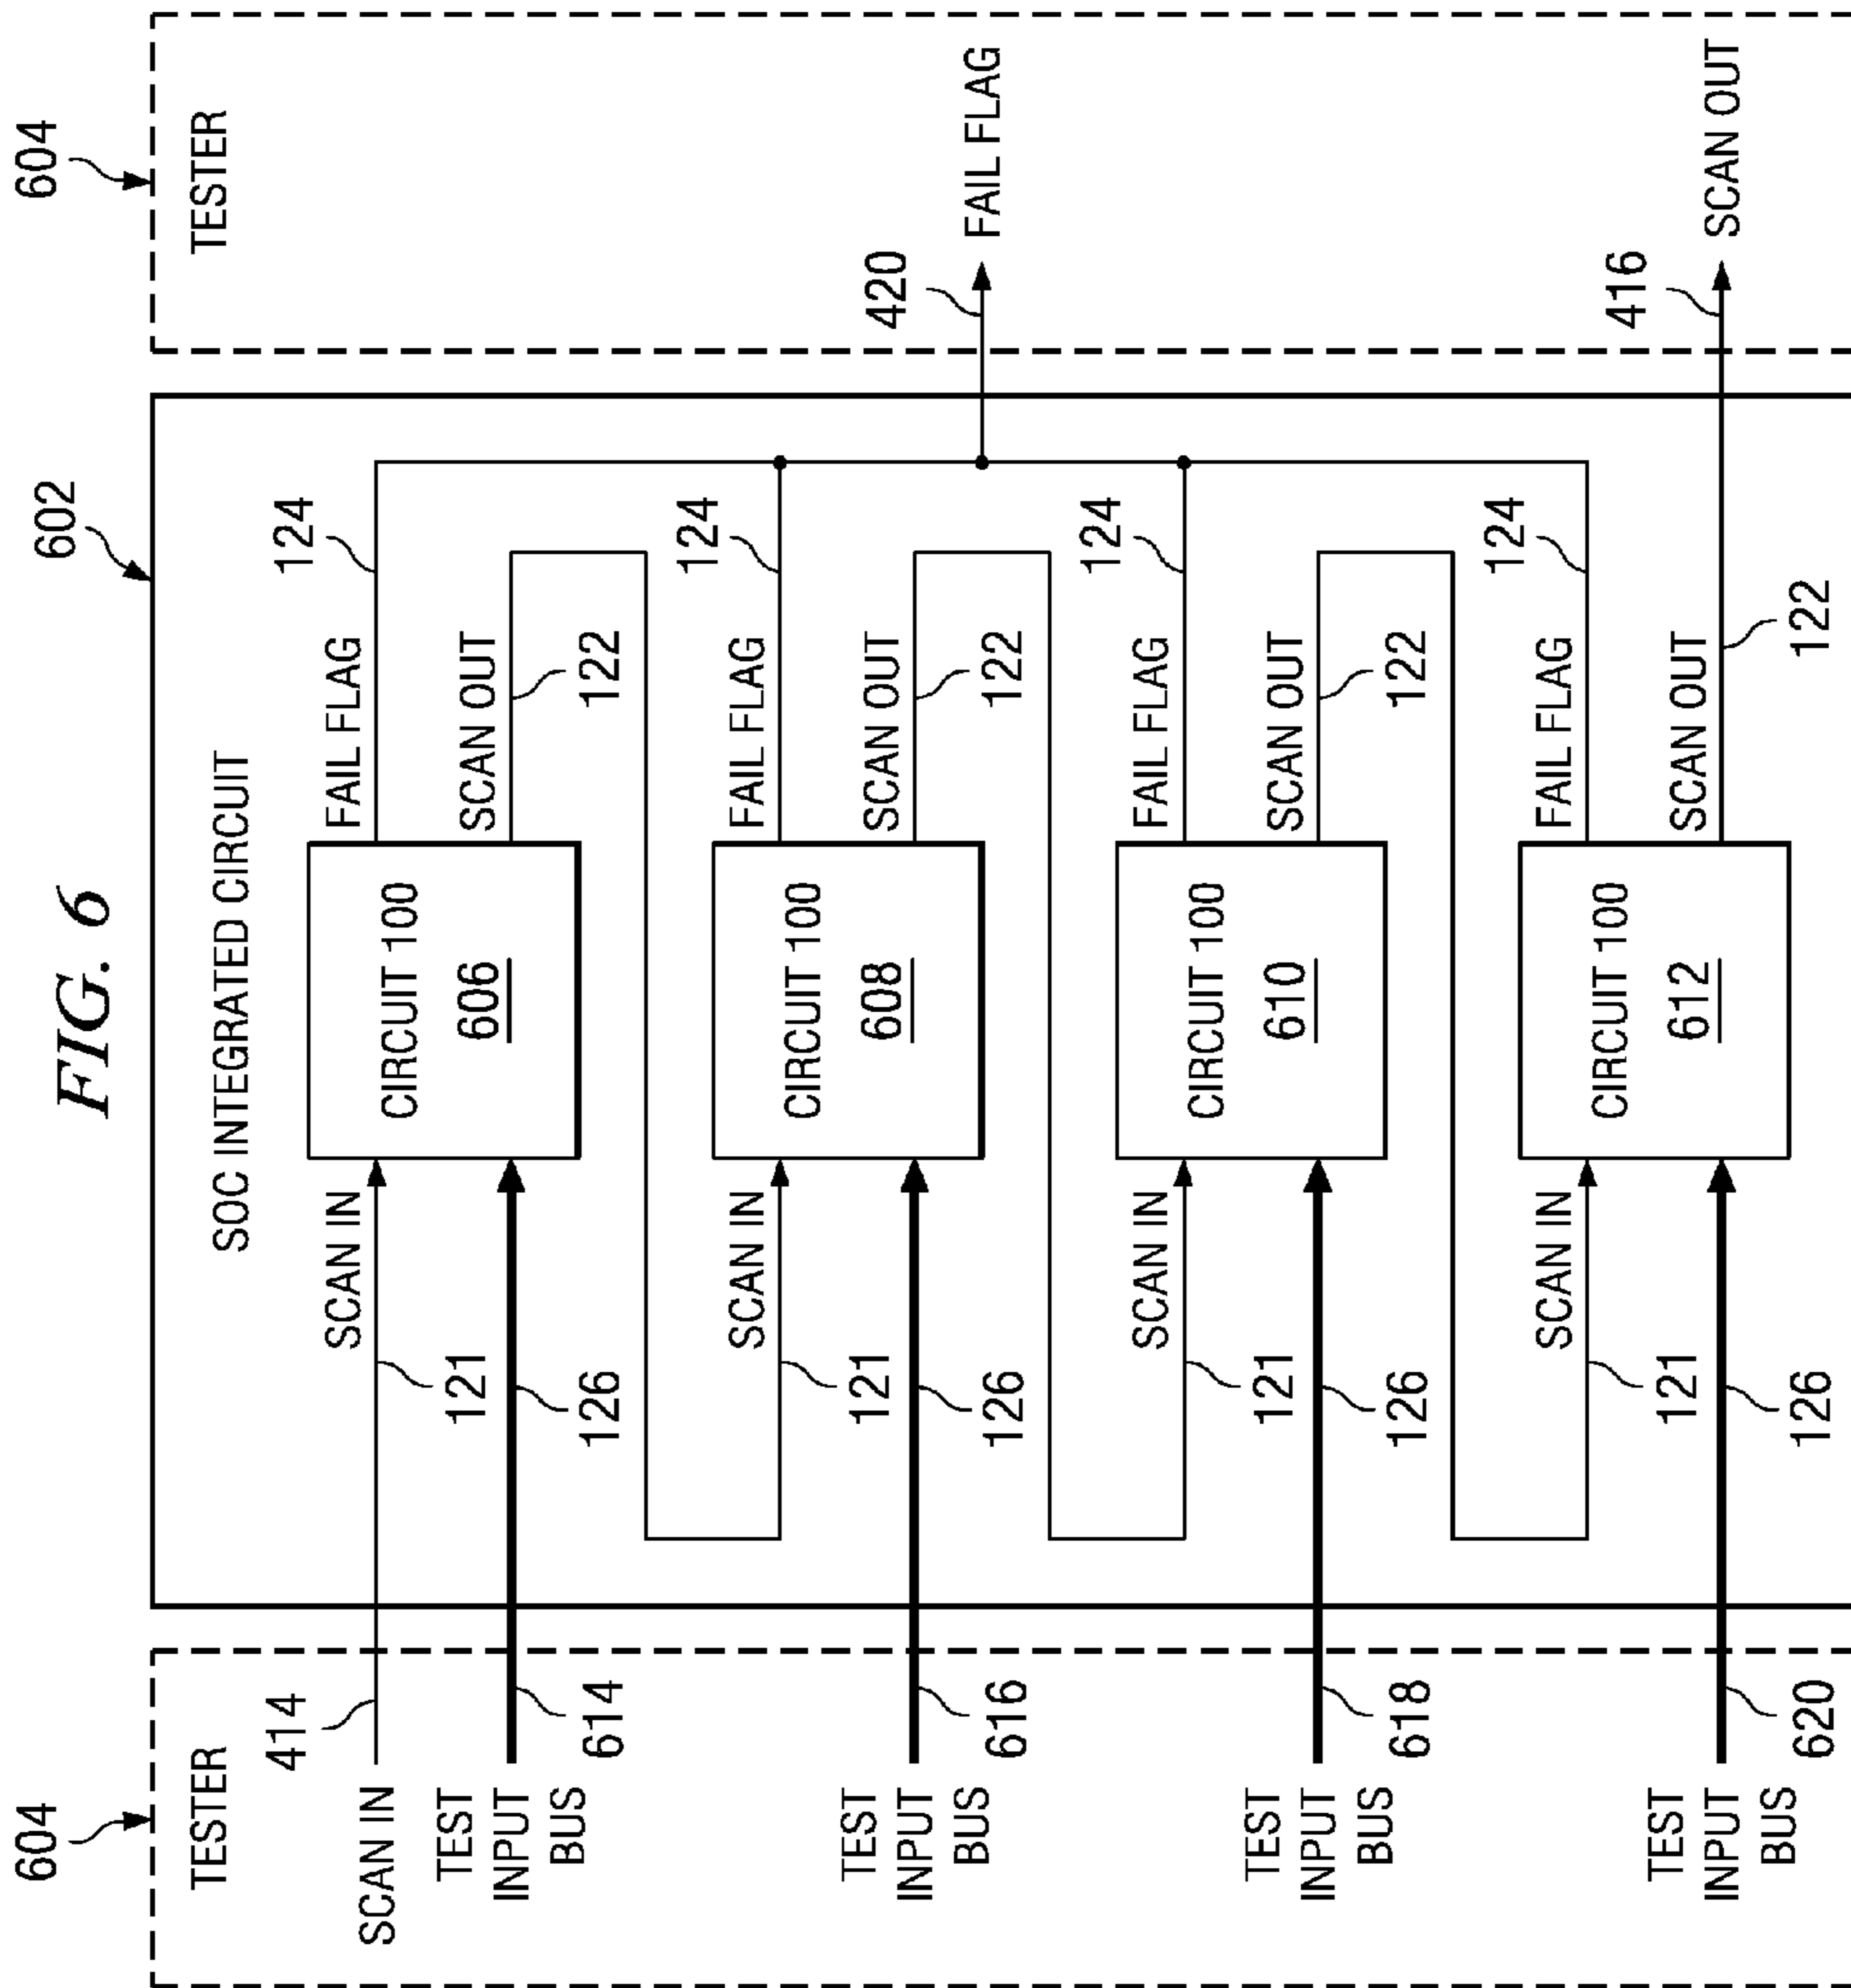 FIG. 6
604
TESTER
414
SCAN IN
TEST
INPUT
BUS
614
TEST
INPUT
BUS
616
TEST
INPUT
BUS
618
TEST
INPUT
BUS
620
602
SOC INTEGRATED CIRCUIT
SCAN IN
121
126
CIRCUIT 100
606
FAIL FLAG
124
SCAN OUT
122
SCAN IN
121
126
CIRCUIT 100
608
FAIL FLAG
124
SCAN OUT
122
SCAN IN
121
126
CIRCUIT 100
610
FAIL FLAG
124
SCAN OUT
122
SCAN IN
121
126
CIRCUIT 100
612
FAIL FLAG
124
SCAN OUT
122
604
TESTER
420
FAIL FLAG
416
SCAN OUT